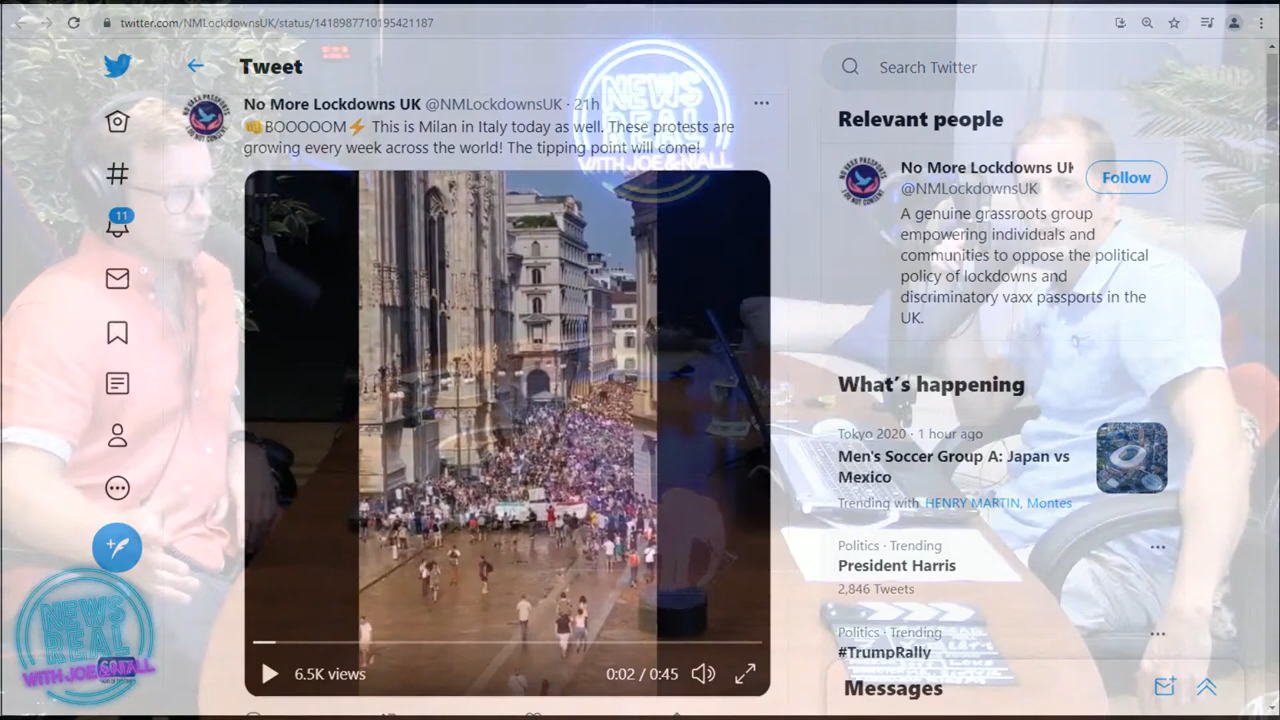 twitter.com/NMLockdownsUK/status/1418987710195421187
Tweet
Search Twitter
No More Lockdowns UK @NMLockdownsUK · 21h
👊BOOOOOM⚡ This is Milan in Italy today as well. These protests are
growing every week across the world! The tipping point will come!
NEWS
REAL
WITH JOE & NIALL
6.5K views
0:02 / 0:45
11
Relevant people
No More Lockdowns UK
@NMLockdownsUK
Follow
A genuine grassroots group
empowering individuals and
communities to oppose the political
policy of lockdowns and
discriminatory vaxx passports in the
UK.
What's happening
Tokyo 2020 · 1 hour ago
Men's Soccer Group A: Japan vs
Mexico
Trending with HENRY MARTIN, Montes
Politics · Trending
President Harris
2,846 Tweets
Politics · Trending
#TrumpRally
Messages
NEWS
REAL
WITH JOE & NIALL